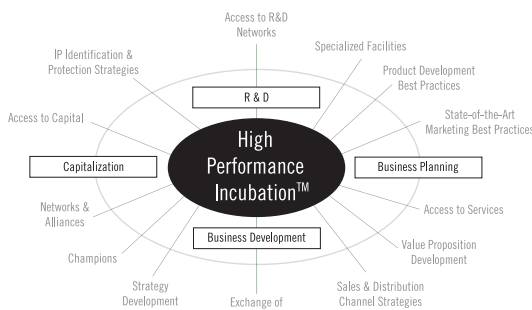 Access to R&D
Networks
Specialized Facilities
IP Identification &
Protection Strategies
Product Development
Best Practices
R & D
State-of-the-Art
Marketing Best Practices
Access to Capital
High
Performance
Incubation™
Capitalization
Business Planning
Networks &
Alliances
Access to Services
Business Development
Value Proposition
Development
Champions
Strategy
Development
Sales & Distribution
Channel Strategies
Exchange of